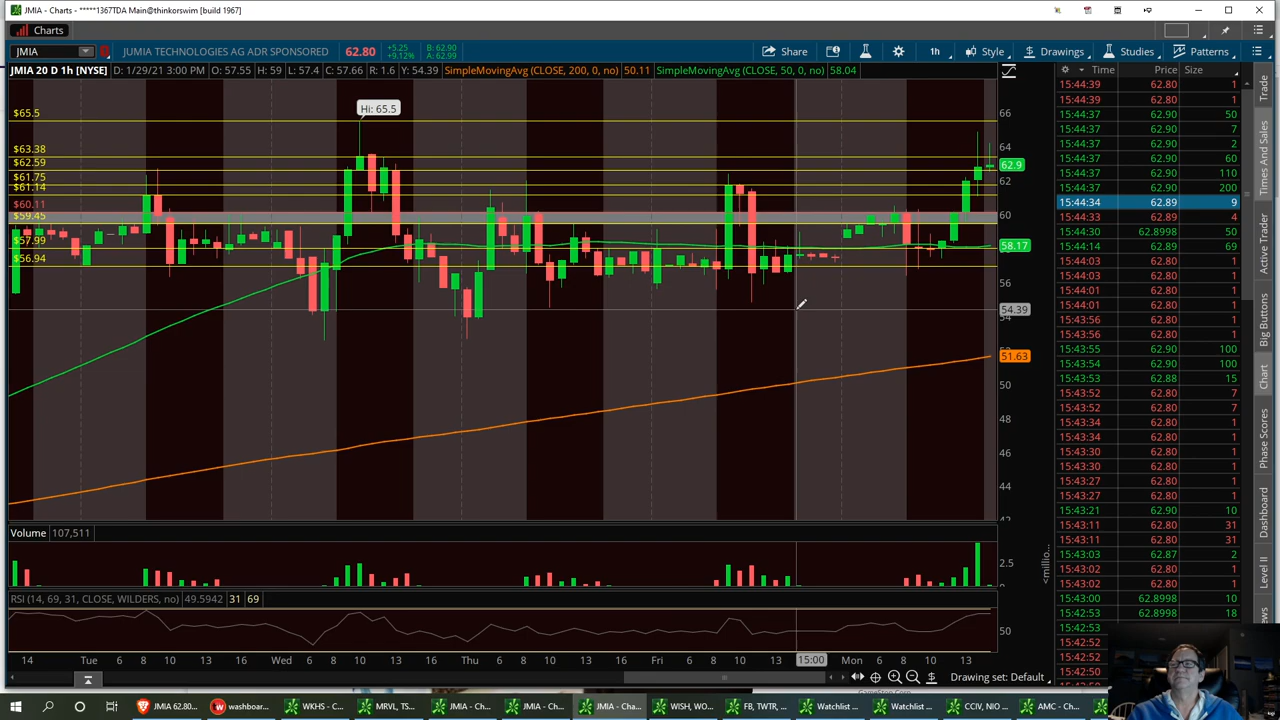 JMIA - Charts - *****1367TDA Main@thinkorswim [build 1967]
Charts
JMIA JUMIA TECHNOLOGIES AG ADR SPONSORED 62.80 +5.25 +9.12% B: 62.90 A: 62.99 Share 1h Style Drawings Studies Patterns
JMIA 20 D 1h [NYSE] D: 1/29/21 3:00 PM O: 57.55 H: 59 L: 57.4 C: 57.66 R: 1.6 Y: 54.39 SimpleMovingAvg (CLOSE, 200, 0, no) 50.11 SimpleMovingAvg (CLOSE, 50, 0, no) 58.04
Hi: 65.5
$65.5
$63.38
$62.59
$61.75
$61.14
$60.11
$59.45
$57.99
$56.94
66
64
62.9
62
60
58.17
56
54.39
54
51.63
50
48
46
44
42
Volume 107,511
2.5
0
<millio...
RSI (14, 69, 31, CLOSE, WILDERS, no) 49.5942 31 69
50
14 Tue 6 8 10 13 16 Wed 6 8 10 16 Thu 6 8 10 13 16 Fri 6 8 10 13 15:00 Mon 6 8 10 13
Drawing set: Default
Time Price Size
15:44:39 62.80 1
15:44:39 62.80 1
15:44:37 62.90 50
15:44:37 62.90 7
15:44:37 62.90 2
15:44:37 62.90 60
15:44:37 62.90 110
15:44:37 62.90 200
15:44:34 62.89 9
15:44:33 62.89 4
15:44:30 62.8998 50
15:44:14 62.89 69
15:44:03 62.80 1
15:44:03 62.80 1
15:44:01 62.80 1
15:44:01 62.80 1
15:43:56 62.80 1
15:43:56 62.80 1
15:43:55 62.90 100
15:43:54 62.90 100
15:43:53 62.88 15
15:43:52 62.80 7
15:43:52 62.80 7
15:43:34 62.80 1
15:43:34 62.80 1
15:43:30 62.80 1
15:43:30 62.80 1
15:43:27 62.80 1
15:43:27 62.80 1
15:43:21 62.90 10
15:43:11 62.80 31
15:43:11 62.80 31
15:43:03 62.87 2
15:43:02 62.80 1
15:43:02 62.80 1
15:43:00 62.8998 10
15:42:53 62.8998 18
15:42:53
15:42:52
15:42:52
15:42:50
Trade
Times And Sales
Active Trader
Big Buttons
Chart
Phase Scores
Dashboard
Level II
JMIA 62.80... washboar... WKHS - C... MRVL, TS... JMIA - Ch... JMIA - Ch... JMIA - Cha... WISH, WO... FB, TWTR, ... Watchlist ... Watchlist ... CCIV, NIO ... AMC - Ch...